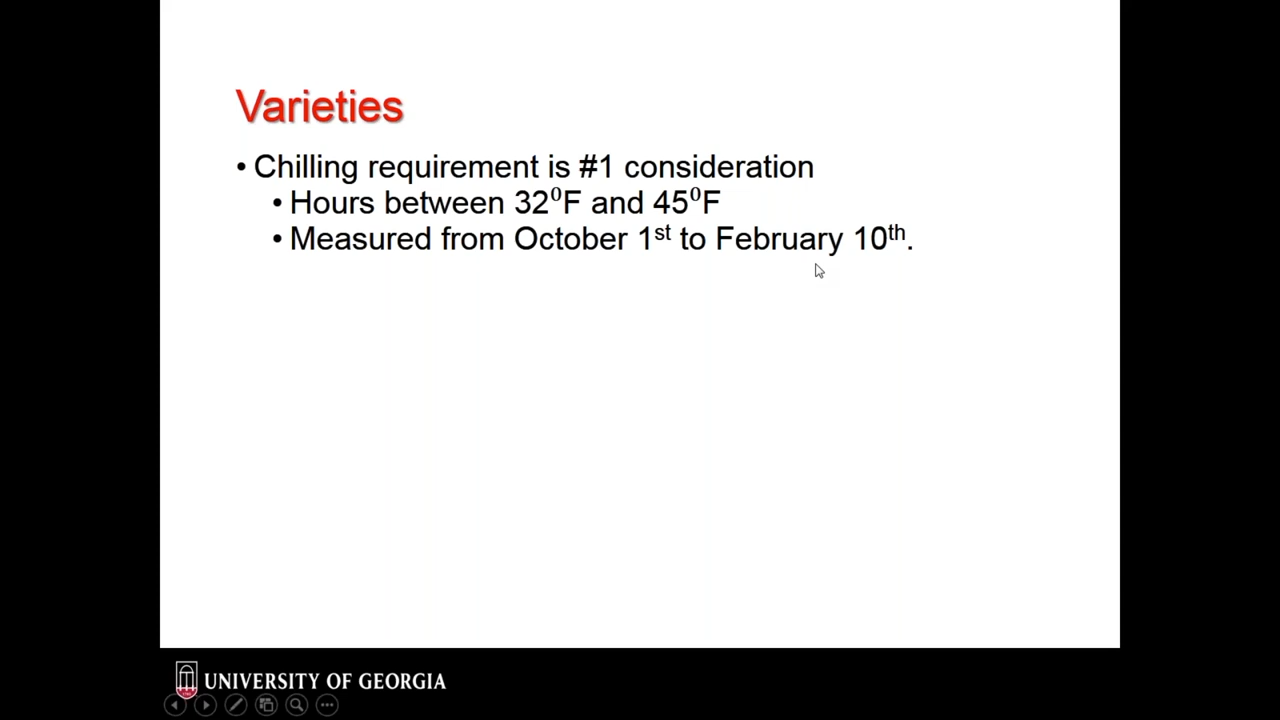 Varieties
• Chilling requirement is #1 consideration
• Hours between 32⁰F and 45⁰F
• Measured from October 1st to February 10th.
UNIVERSITY OF GEORGIA